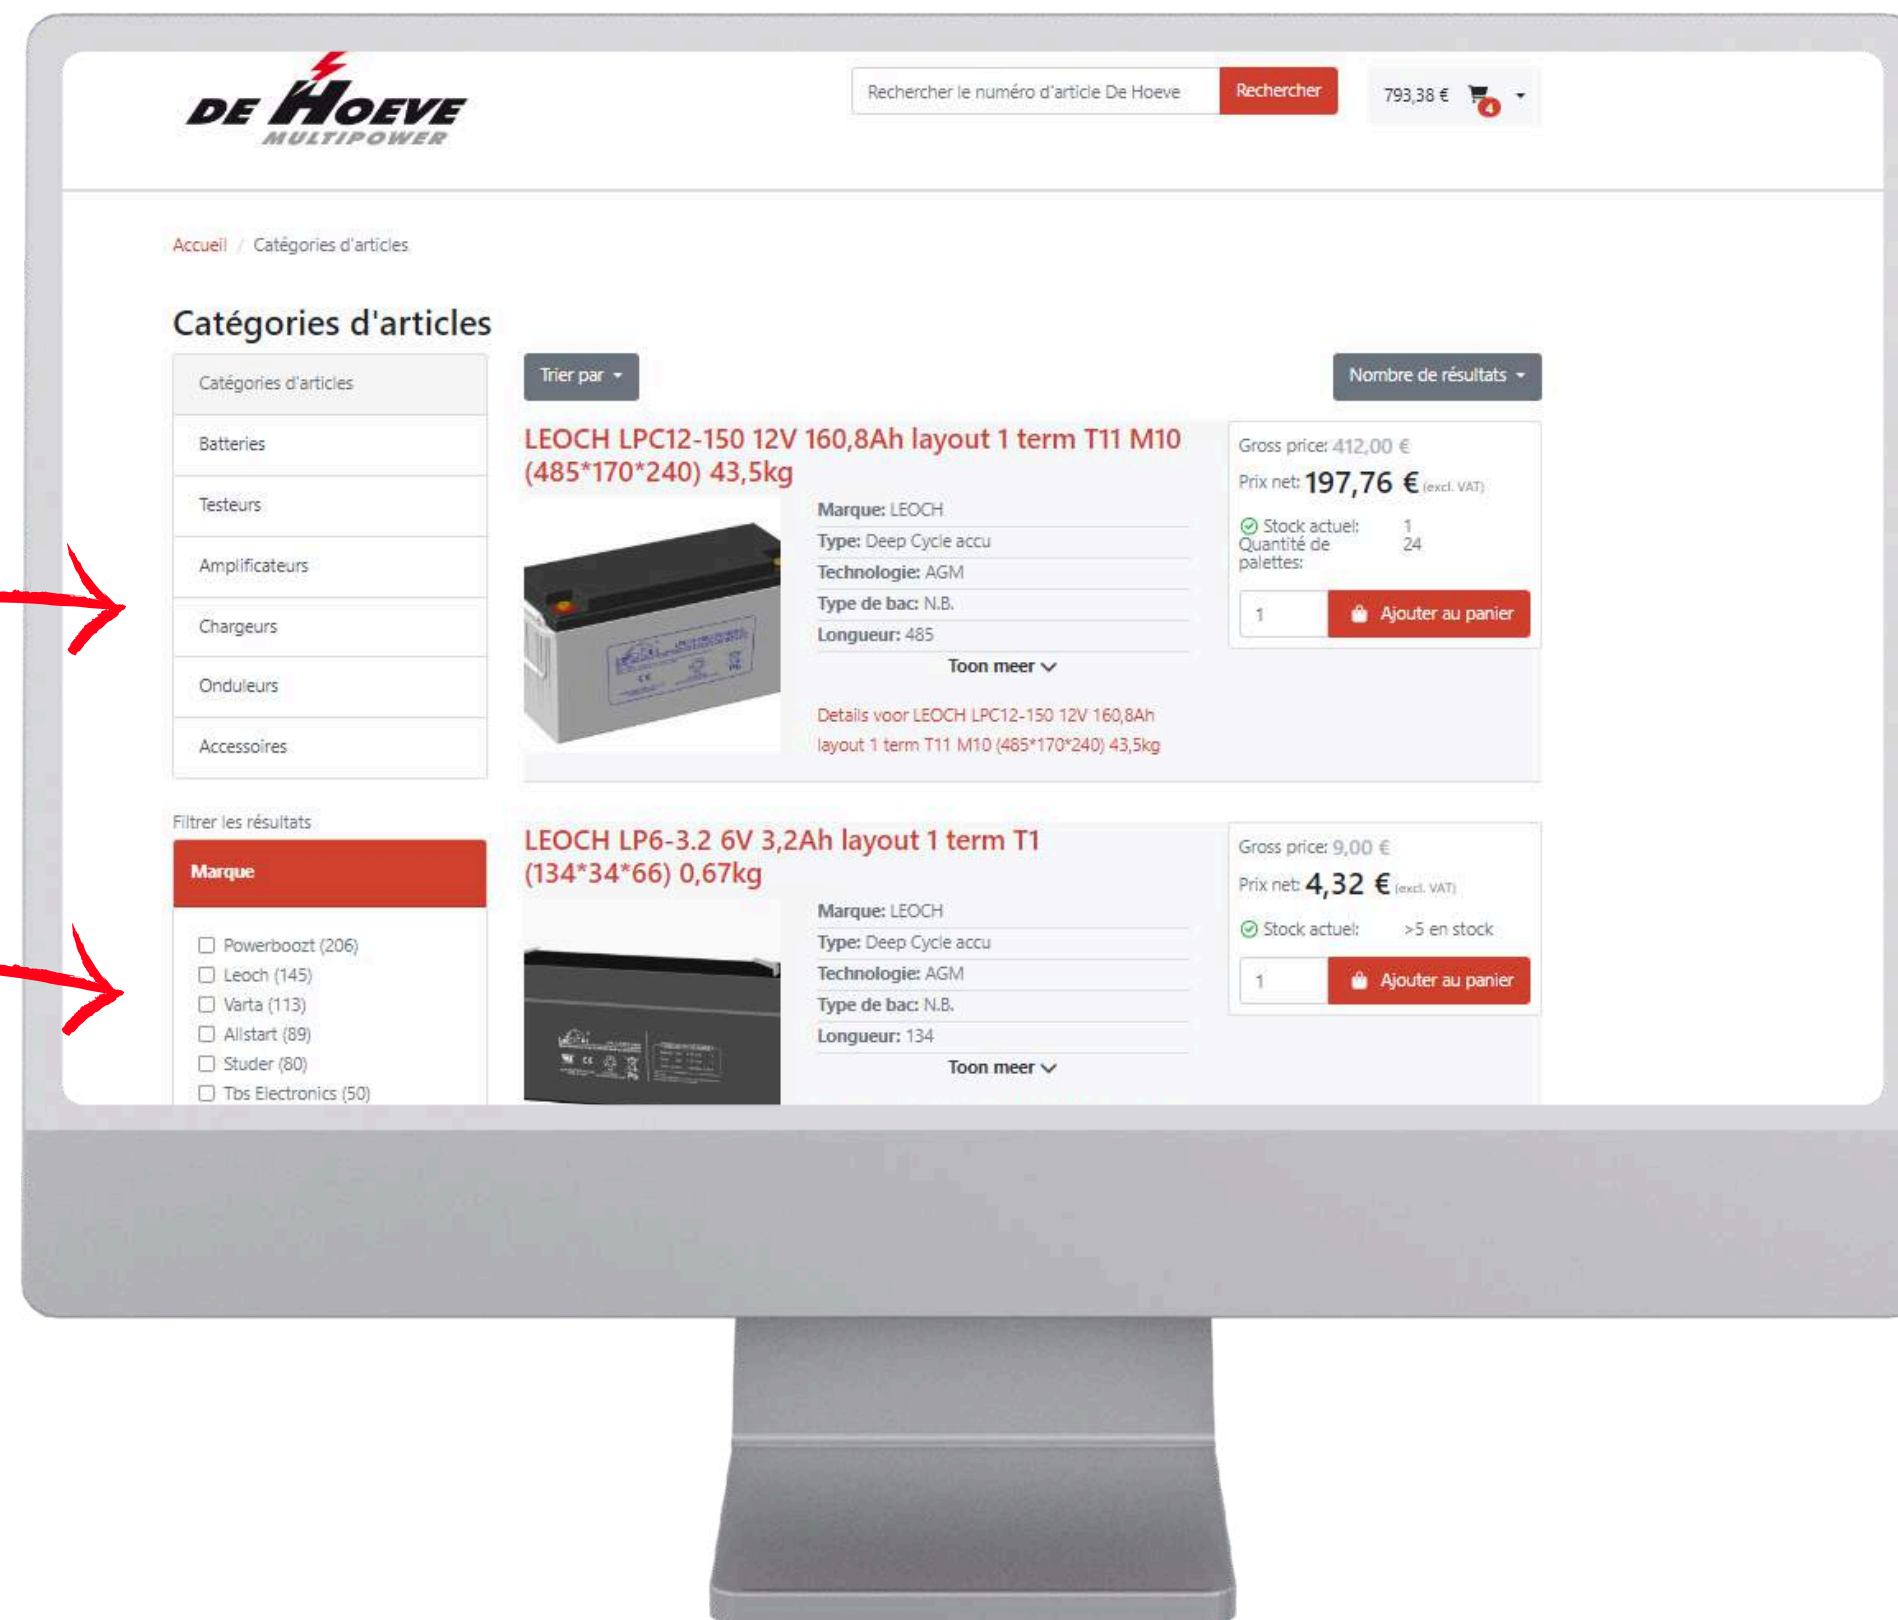 DE HOEVE
MULTIPOWER
Rechercher le numéro d'article De Hoeve
Rechercher
793,38 €
4
Accueil / Catégories d'articles
Catégories d'articles
Catégories d'articles
Batteries
Testeurs
Amplificateurs
Chargeurs
Onduleurs
Accessoires
Filtrer les résultats
Marque
Powerboozt (206)
Leoch (145)
Varta (113)
Allstart (89)
Studer (80)
Tbs Electronics (50)
Trier par
Nombre de résultats
LEOCH LPC12-150 12V 160,8Ah layout 1 term T11 M10
(485*170*240) 43,5kg
Marque: LEOCH
Type: Deep Cycle accu
Technologie: AGM
Type de bac: N.B.
Longueur: 485
Toon meer
Details voor LEOCH LPC12-150 12V 160,8Ah
layout 1 term T11 M10 (485*170*240) 43,5kg
Gross price: 412,00 €
Prix net: 197,76 € (excl. VAT)
Stock actuel: 1
Quantité de 24
palettes:
1
Ajouter au panier
LEOCH LP6-3.2 6V 3,2Ah layout 1 term T1
(134*34*66) 0,67kg
Marque: LEOCH
Type: Deep Cycle accu
Technologie: AGM
Type de bac: N.B.
Longueur: 134
Toon meer
Gross price: 9,00 €
Prix net: 4,32 € (excl. VAT)
Stock actuel: >5 en stock
1
Ajouter au panier